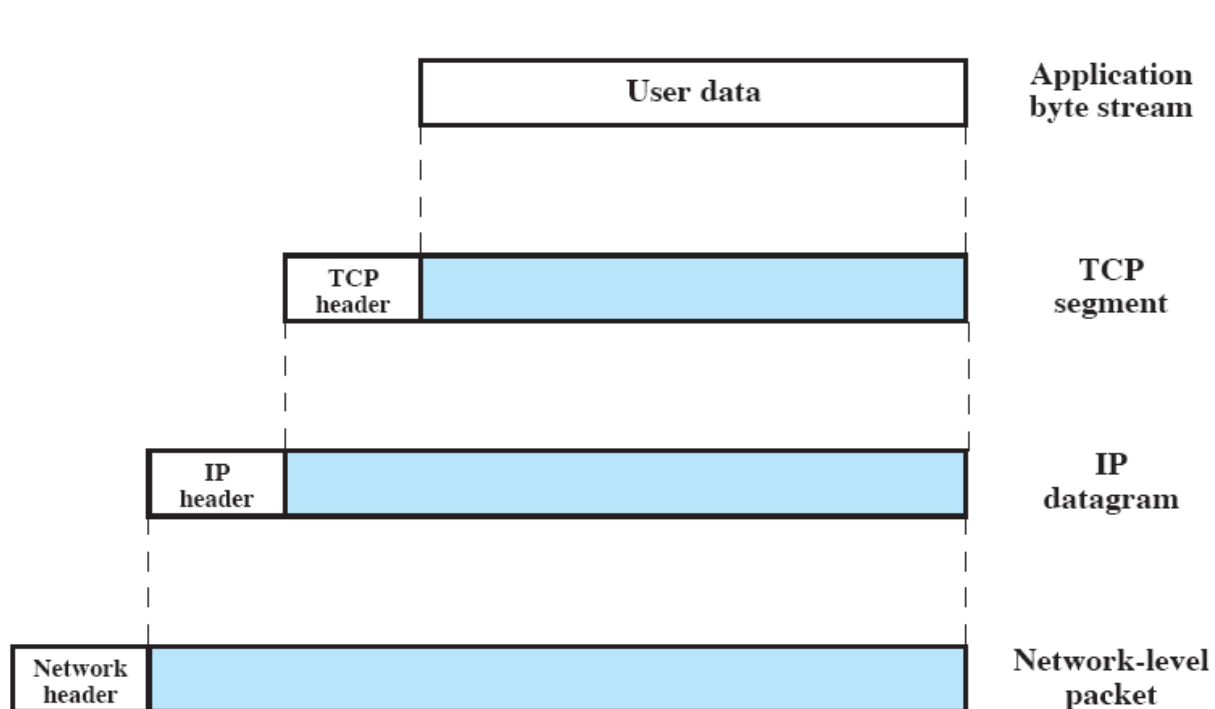 User data
Application
byte stream
TCP
header
TCP
segment
IP
header
IP
datagram
Network
header
Network-level
packet